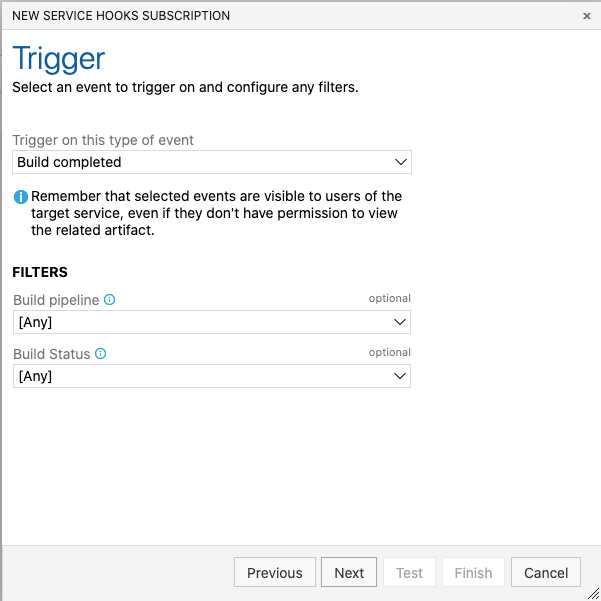 NEW SERVICE HOOKS SUBSCRIPTION
Trigger
Select an event to trigger on and configure any filters.
Trigger on this type of event
Build completed
Remember that selected events are visible to users of the
target service, even if they don't have permission to view
the related artifact.
FILTERS
Build pipeline optional
[Any]
Build Status optional
[Any]
Previous Next Test Finish Cancel